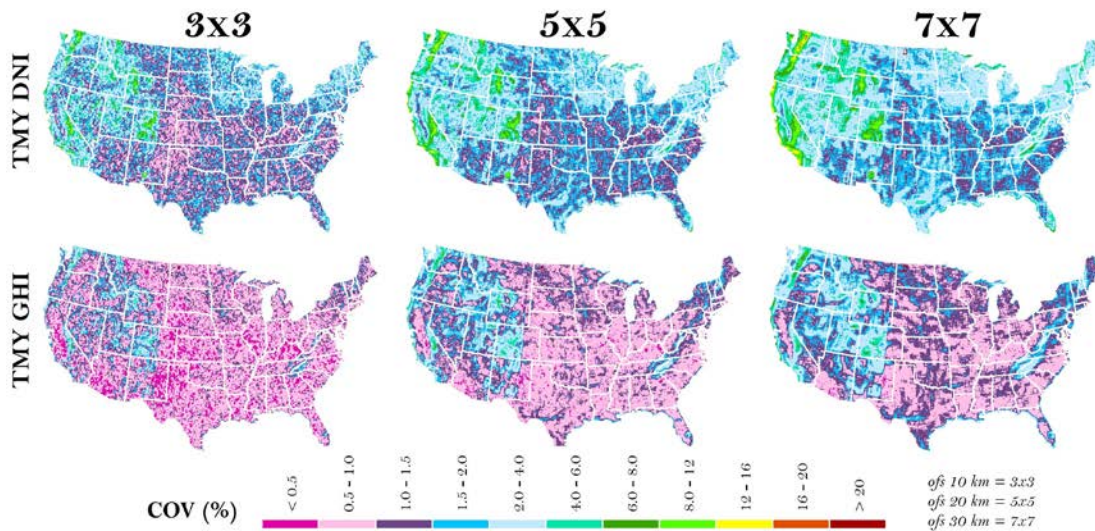 3x3 5x5 7x7
TMY DNI
TMY GHI
COV (%)
< 0.5 0.5 - 1.0 1.0 - 1.5 1.5 - 2.0 2.0 - 4.0 4.0 - 6.0 6.0 - 8.0 8.0 - 12 12 - 16 16 - 20 > 20
ofs 10 km = 3x3
ofs 20 km = 5x5
ofs 30 km = 7x7